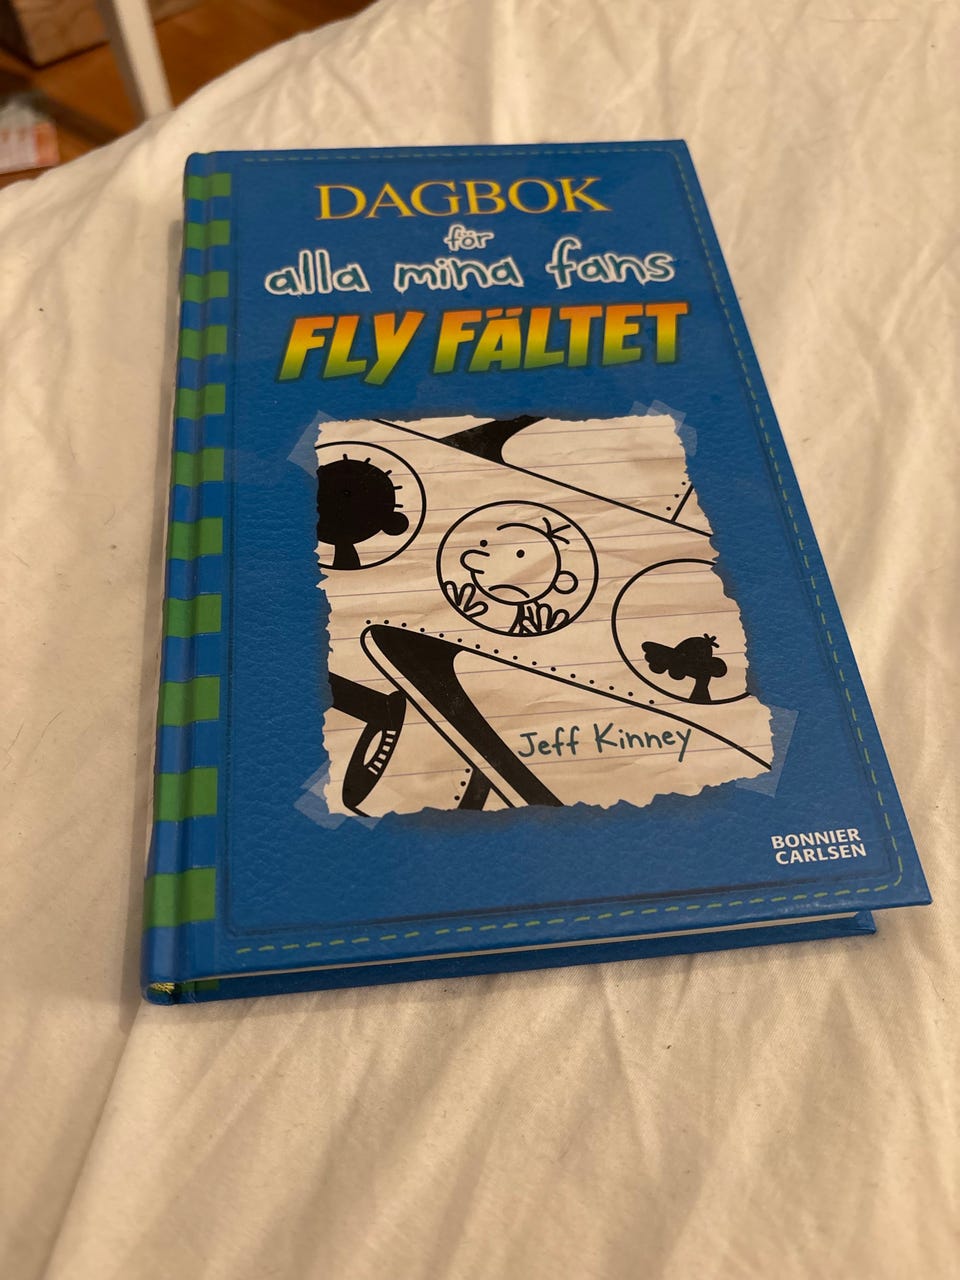 DAGBOK
för
alla mina fans
FLY FÄLTET
Jeff Kinney
BONNIER
CARLSEN